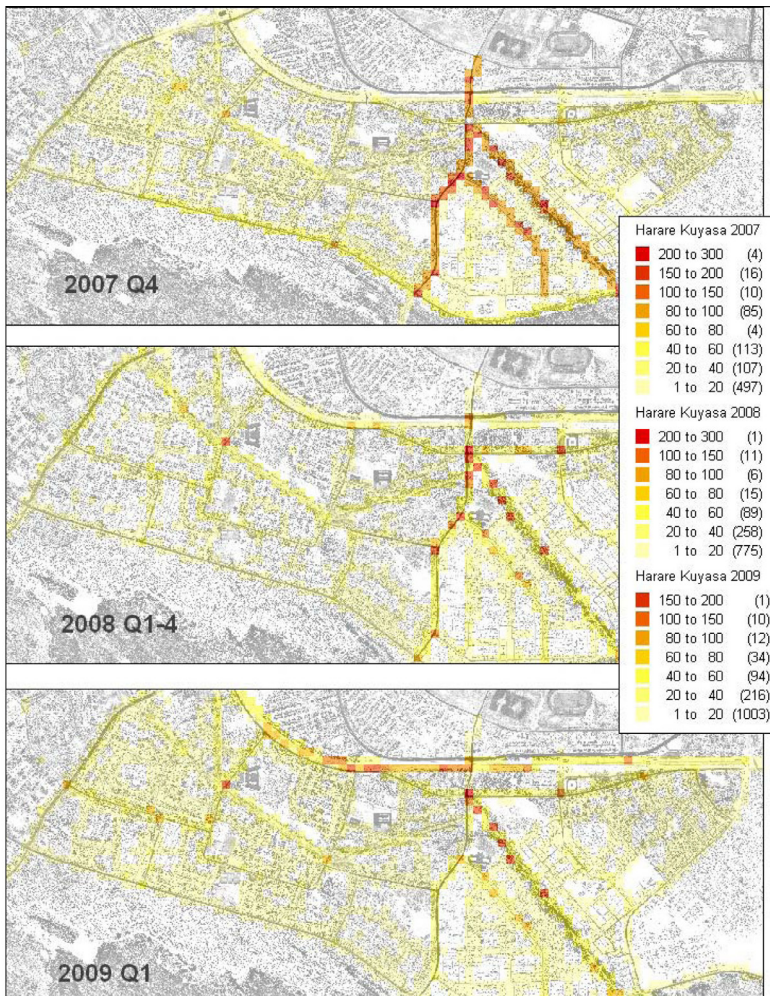 2007 Q4
Harare Kuyasa 2007
200 to 300 (4)
150 to 200 (16)
100 to 150 (10)
80 to 100 (85)
60 to 80 (4)
40 to 60 (113)
20 to 40 (107)
1 to 20 (497)
2008 Q1-4
Harare Kuyasa 2008
200 to 300 (1)
100 to 150 (11)
80 to 100 (6)
60 to 80 (15)
40 to 60 (89)
20 to 40 (258)
1 to 20 (775)
Harare Kuyasa 2009
150 to 200 (1)
100 to 150 (10)
80 to 100 (12)
60 to 80 (34)
40 to 60 (94)
20 to 40 (216)
1 to 20 (1003)
2009 Q1